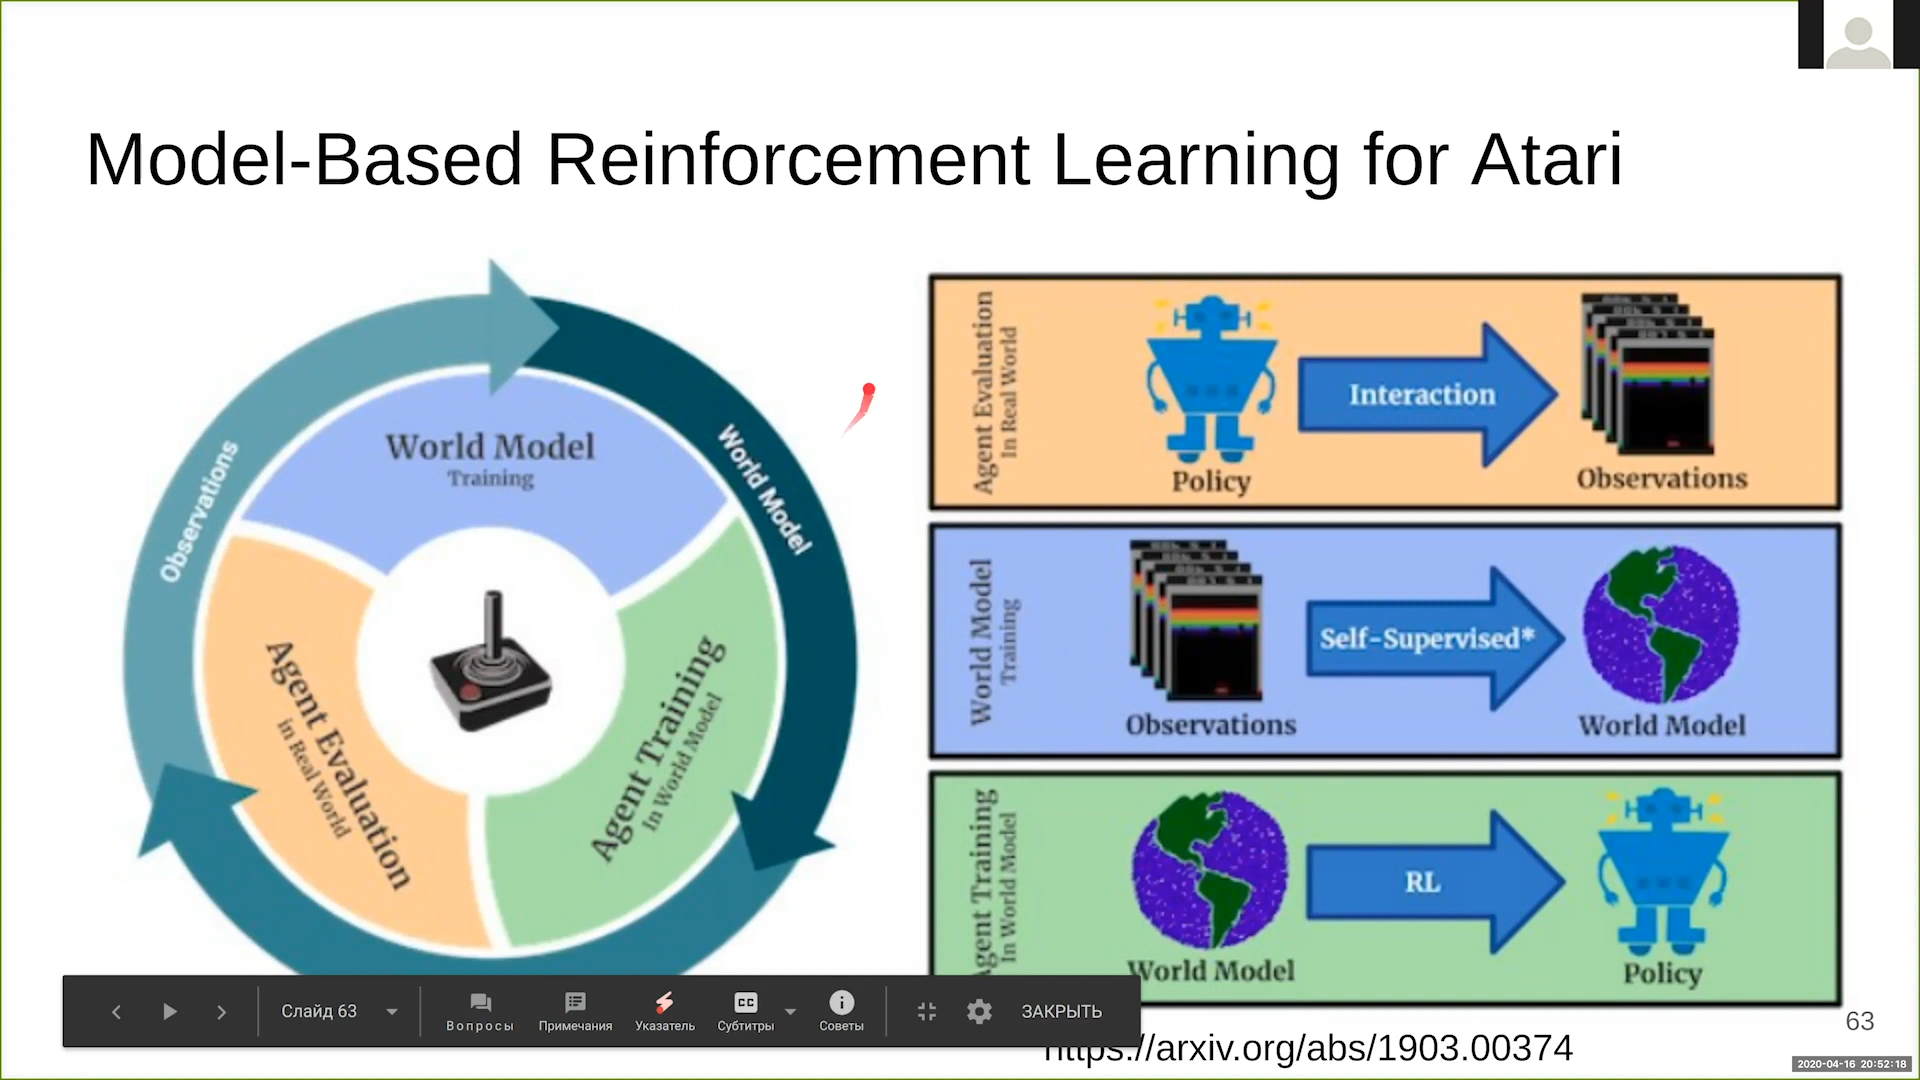 Model-Based Reinforcement Learning for Atari
Observations
World Model
World Model
Training
Agent Evaluation
in Real World
Agent Training
In World Model
Agent Evaluation
In Real World
Policy
Interaction
Observations
World Model
Training
Observations
Self-Supervised*
World Model
Agent Training
In World Model
World Model
RL
Policy
Слайд 63
Вопросы
Примечания
Указатель
CC
Субтитры
Советы
ЗАКРЫТЬ
63
https://arxiv.org/abs/1903.00374
2020-04-16 20:52:18